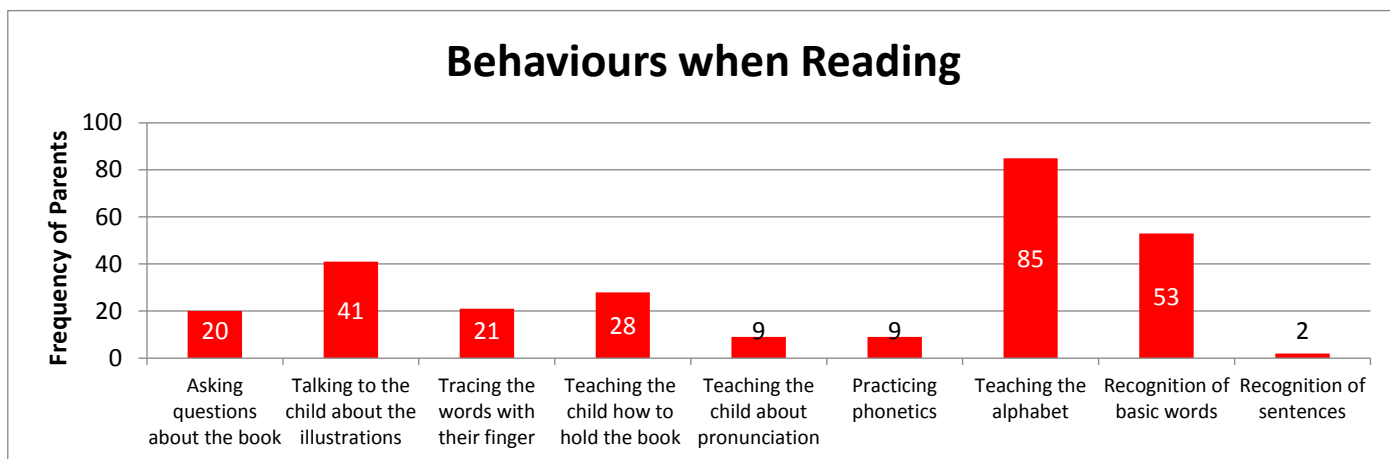 Behaviours when Reading
Frequency of Parents
100
80
60
40
20
0
20
41
21
28
9
9
85
53
2
Asking
questions
about the book
Talking to the
child about the
illustrations
Tracing the
words with
their finger
Teaching the
child how to
hold the book
Teaching the
child about
pronunciation
Practicing
phonetics
Teaching the
alphabet
Recognition of
basic words
Recognition of
sentences